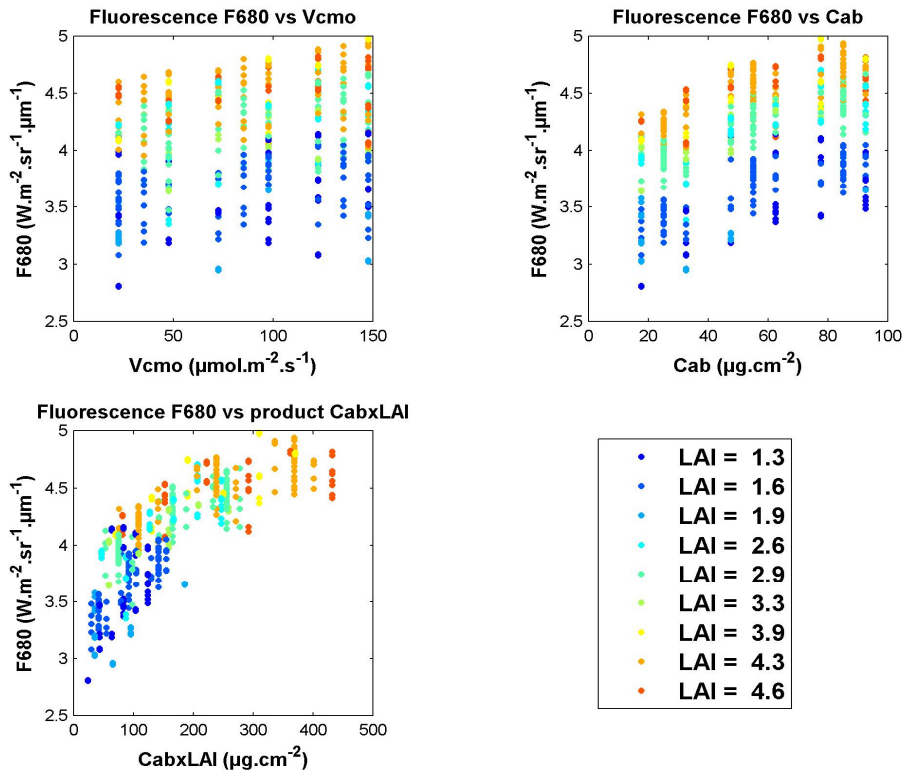 Fluorescence F680 vs Vcmo
5
4.5
4
3.5
3
2.5
F680 (W.m⁻².sr⁻¹.µm⁻¹)
0 50 100 150
Vcmo (µmol.m⁻².s⁻¹)
Fluorescence F680 vs Cab
5
4.5
4
3.5
3
2.5
F680 (W.m⁻².sr⁻¹.µm⁻¹)
0 20 40 60 80 100
Cab (µg.cm⁻²)
Fluorescence F680 vs product CabxLAI
5
4.5
4
3.5
3
2.5
F680 (W.m⁻².sr⁻¹.µm⁻¹)
0 100 200 300 400 500
CabxLAI (µg.cm⁻²)
LAI = 1.3
LAI = 1.6
LAI = 1.9
LAI = 2.6
LAI = 2.9
LAI = 3.3
LAI = 3.9
LAI = 4.3
LAI = 4.6